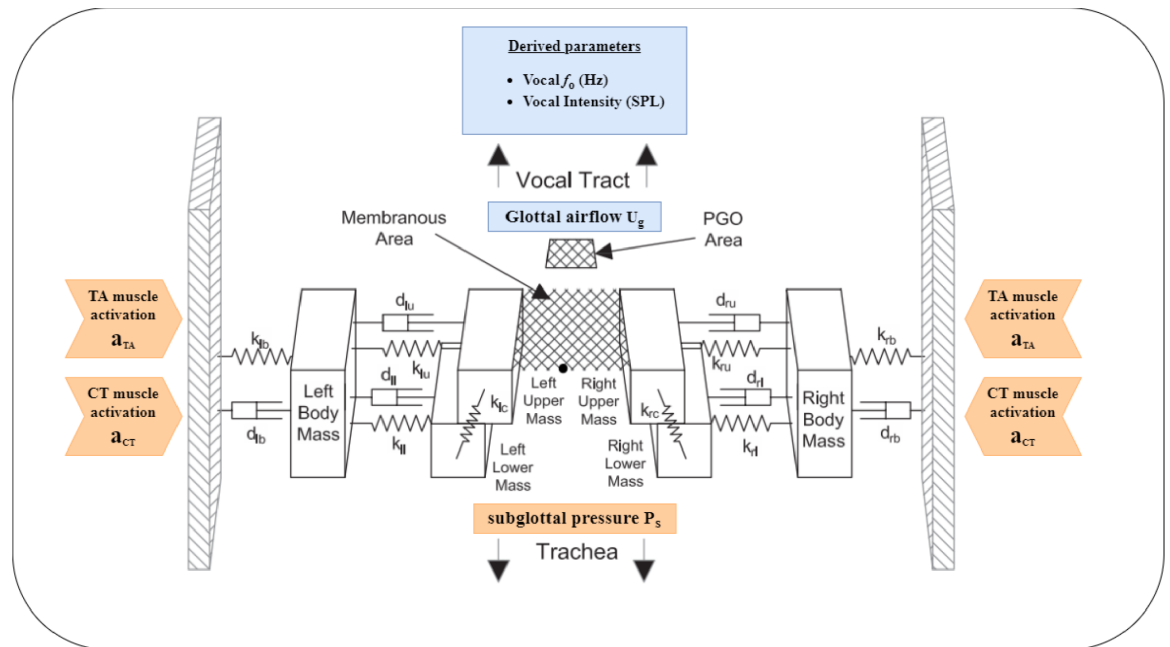 Derived parameters
• Vocal f₀ (Hz)
• Vocal Intensity (SPL)
Vocal Tract
Glottal airflow Ug
Membranous
Area
PGO
Area
TA muscle
activation
aTA
CT muscle
activation
aCT
klb
dlb
Left
Body
Mass
dlu
klu
dll
kll
klc
Left
Upper
Mass
Right
Upper
Mass
krc
Left
Lower
Mass
Right
Lower
Mass
dru
kru
drl
krl
Right
Body
Mass
krb
drb
TA muscle
activation
aTA
CT muscle
activation
aCT
subglottal pressure Ps
Trachea